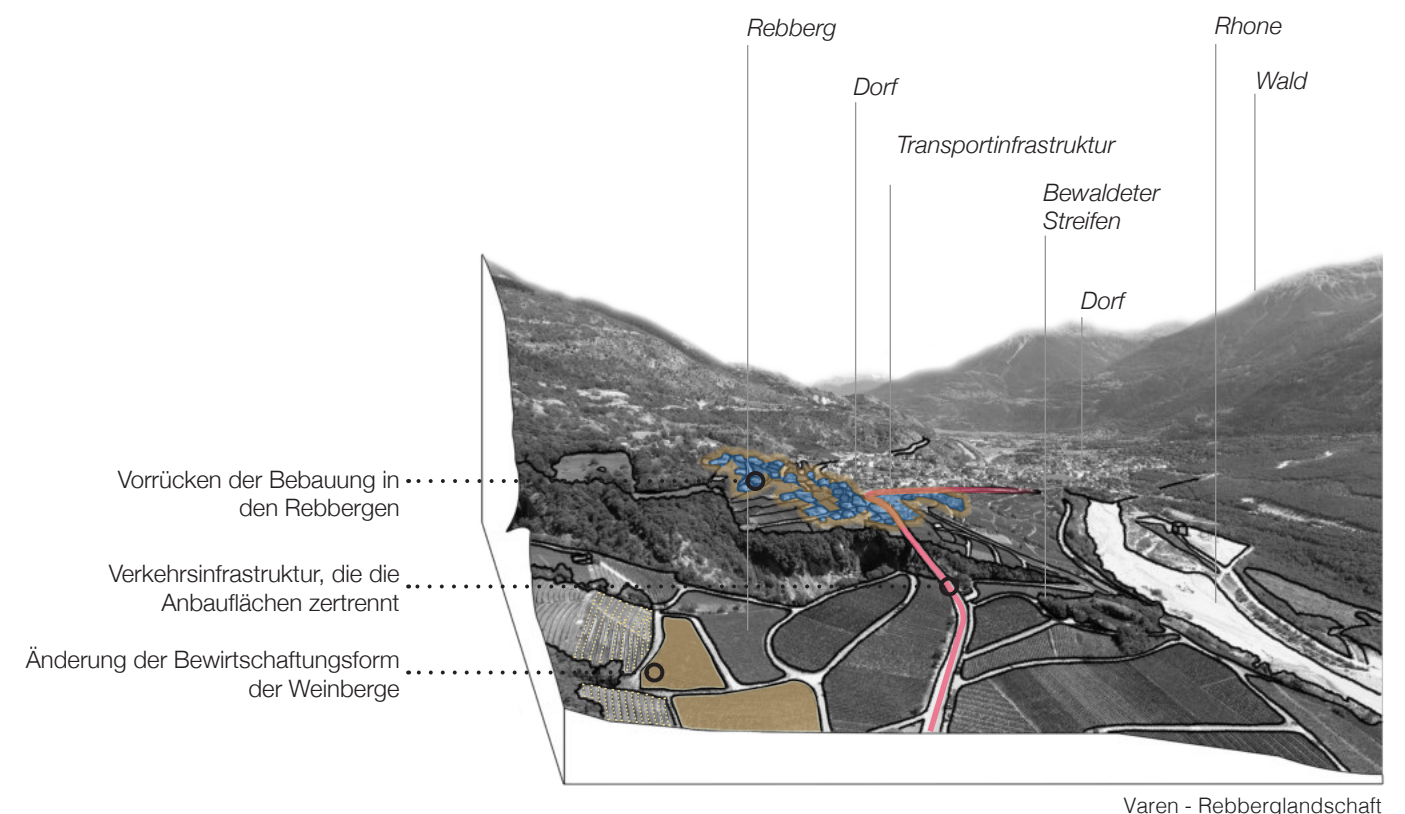 Rebberg
Rhone
Dorf
Wald
Transportinfrastruktur
Bewaldeter
Streifen
Dorf
Vorrücken der Bebauung in
den Rebbergen
Verkehrsinfrastruktur, die die
Anbauflächen zertrennt
Änderung der Bewirtschaftungsform
der Weinberge
Varen - Rebberglandschaft